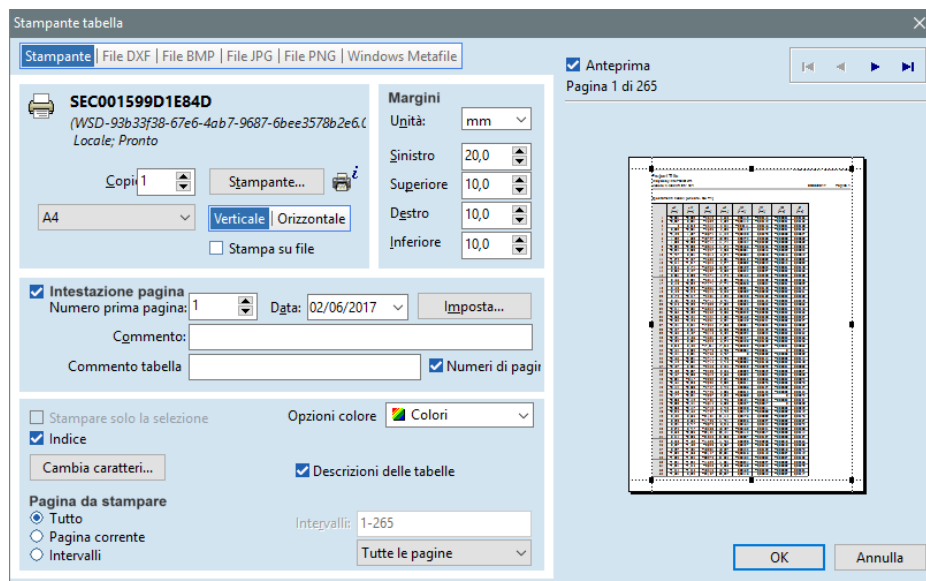 Stampante tabella
Stampante File DXF File BMP File JPG File PNG Windows Metafile
SEC001599D1E84D
(WSD-93b33f38-67e6-4ab7-9687-6bee3578b2e6.
Locale; Pronto
Copi 1
Stampante...
A4
Verticale Orizzontale
Stampa su file
Margini
Unità: mm
Sinistro 20,0
Superiore 10,0
Destro 10,0
Inferiore 10,0
Intestazione pagina
Numero prima pagina: 1 Data: 02/06/2017 Imposta...
Commento:
Commento tabella Numeri di pagin
Stampare solo la selezione
Opzioni colore Colori
Indice
Cambia caratteri... Descrizioni delle tabelle
Pagina da stampare
Tutto
Pagina corrente
Intervalli
Intervalli: 1-265
Tutte le pagine
Anteprima
Pagina 1 di 265
OK Annulla